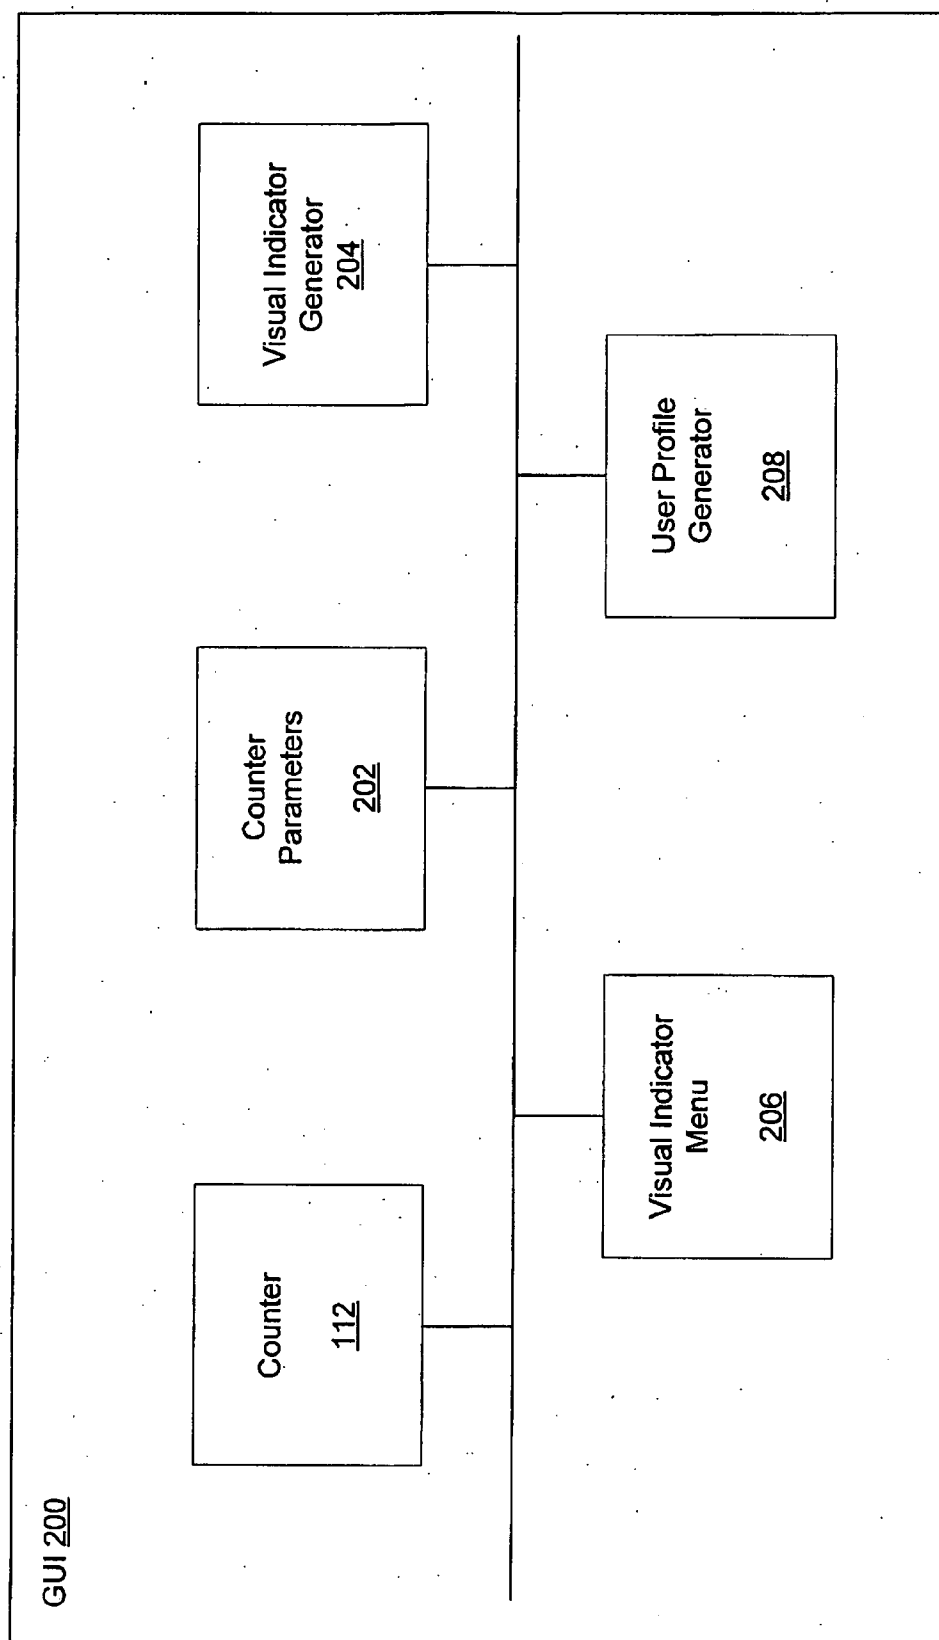 GUI 200
Counter
112
Counter
Parameters
202
Visual Indicator
Generator
204
Visual Indicator
Menu
206
User Profile
Generator
208